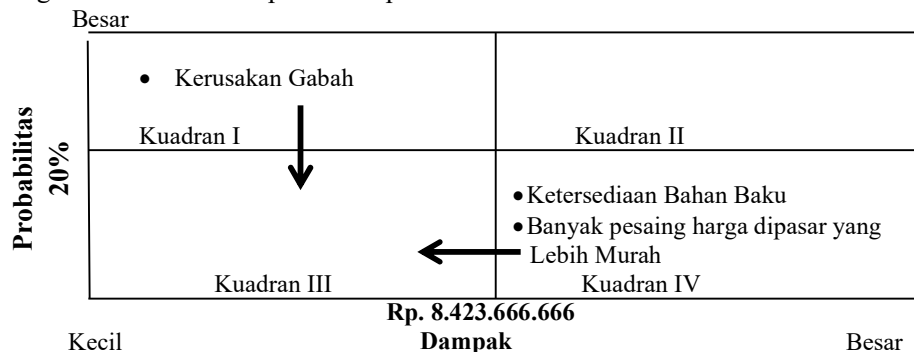 Besar
• Kerusakan Gabah
Kuadran I
Kuadran II
Probabilitas
20%
• Ketersediaan Bahan Baku
• Banyak pesaing harga dipasar yang
Lebih Murah
Kuadran III
Kuadran IV
Rp. 8.423.666.666
Kecil
Dampak
Besar